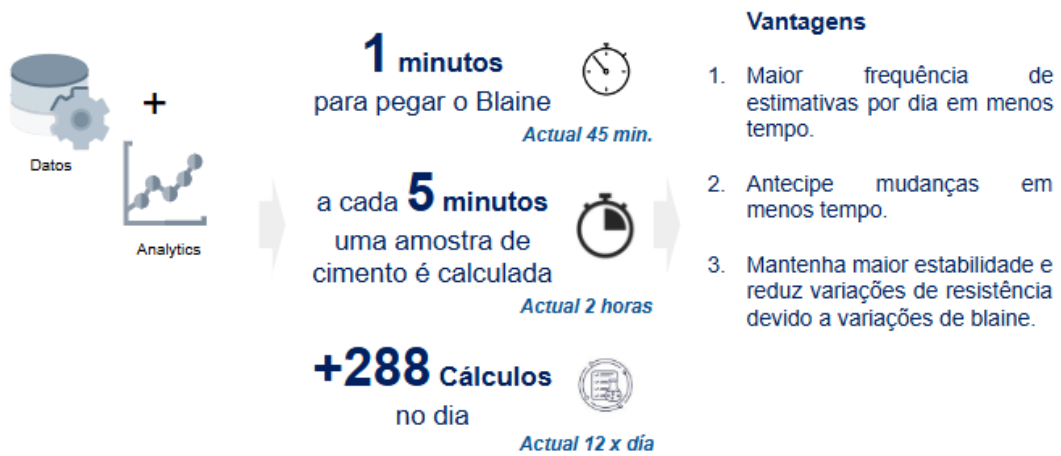 Datos
+
Analytics
1 minutos
para pegar o Blaine
Actual 45 min.
a cada 5 minutos
uma amostra de
cimento é calculada
Actual 2 horas
+288 Cálculos
no dia
Actual 12 x día
Vantagens
1. Maior frequência de
estimativas por dia em menos
tempo.
2. Antecipe mudanças em
menos tempo.
3. Mantenha maior estabilidade e
reduz variações de resistência
devido a variações de blaine.